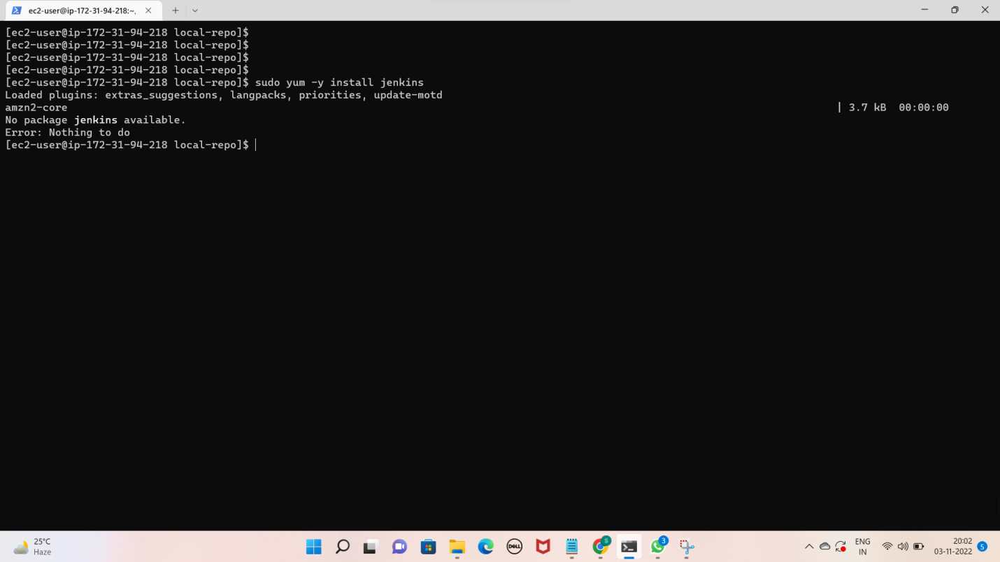 ec2-user@ip-172-31-94-218:~,
[ec2-user@ip-172-31-94-218 local-repo]$
[ec2-user@ip-172-31-94-218 local-repo]$
[ec2-user@ip-172-31-94-218 local-repo]$
[ec2-user@ip-172-31-94-218 local-repo]$
[ec2-user@ip-172-31-94-218 local-repo]$ sudo yum -y install jenkins
Loaded plugins: extras_suggestions, langpacks, priorities, update-motd
amzn2-core | 3.7 kB 00:00:00
No package jenkins available.
Error: Nothing to do
[ec2-user@ip-172-31-94-218 local-repo]$
25°C
Haze
DELL
S
3
ENG
IN
20:02
03-11-2022
5